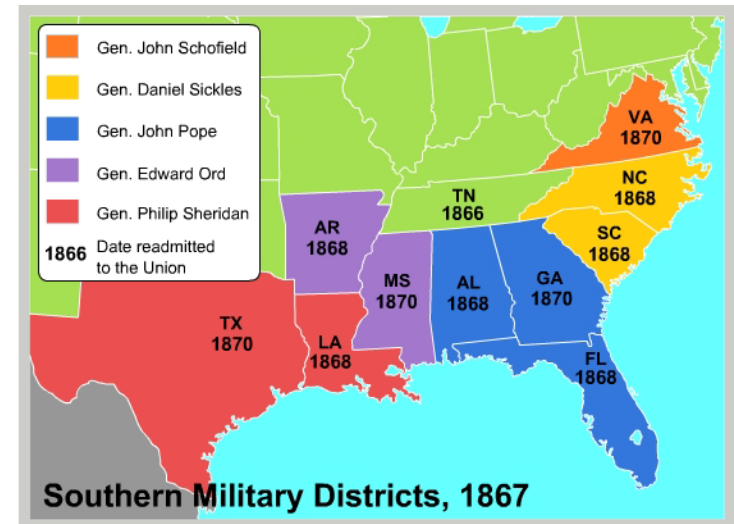 Gen. John Schofield
Gen. Daniel Sickles
Gen. John Pope
Gen. Edward Ord
Gen. Philip Sheridan
1866 Date readmitted
to the Union
VA
1870
NC
1868
TN
1866
SC
1868
AR
1868
MS
1870
AL
1868
GA
1870
TX
1870
LA
1868
FL
1868
Southern Military Districts, 1867